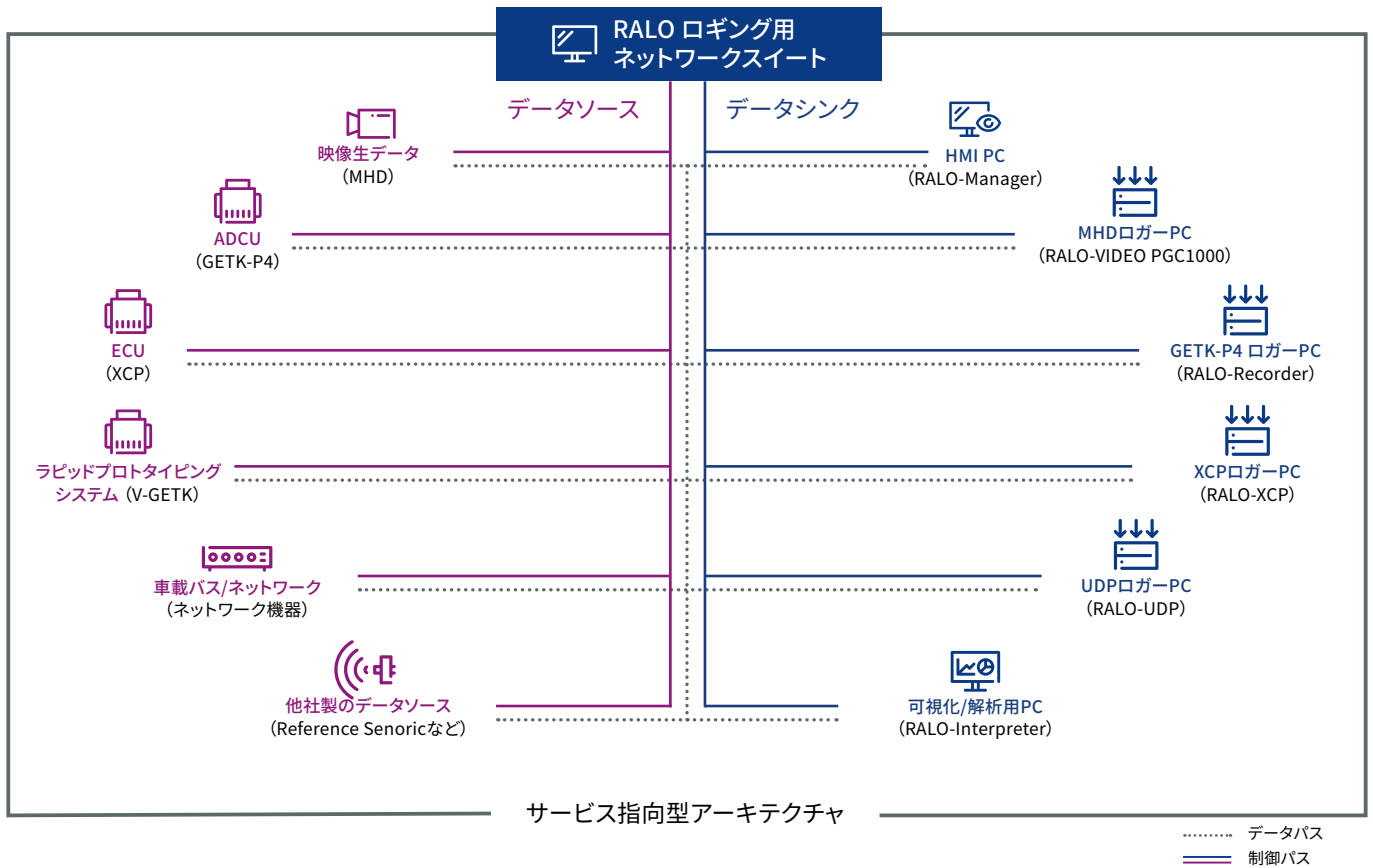 RALO ロギング用
ネットワークスイート
データソース
データシンク
映像生データ
（MHD）
ADCU
（GETK-P4）
ECU
（XCP）
ラピッドプロトタイピング
システム（V-GETK）
車載バス/ネットワーク
（ネットワーク機器）
他社製のデータソース
（Reference Senoricなど）
HMI PC
（RALO-Manager）
MHDロガーPC
（RALO-VIDEO PGC1000）
GETK-P4 ロガーPC
（RALO-Recorder）
XCPロガーPC
（RALO-XCP）
UDPロガーPC
（RALO-UDP）
可視化/解析用PC
（RALO-Interpreter）
サービス指向型アーキテクチャ
データパス
制御パス